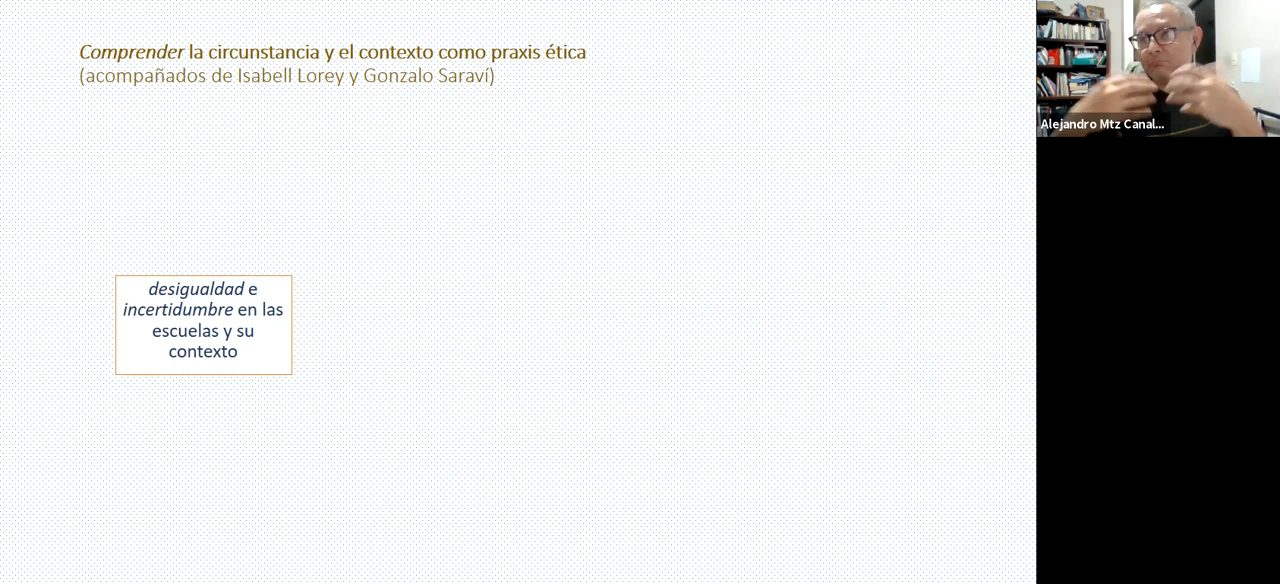 Comprender la circunstancia y el contexto como praxis ética
(acompañados de Isabell Lorey y Gonzalo Saraví)
desigualdad e
incertidumbre en las
escuelas y su
contexto
Alejandro Mtz Canal...